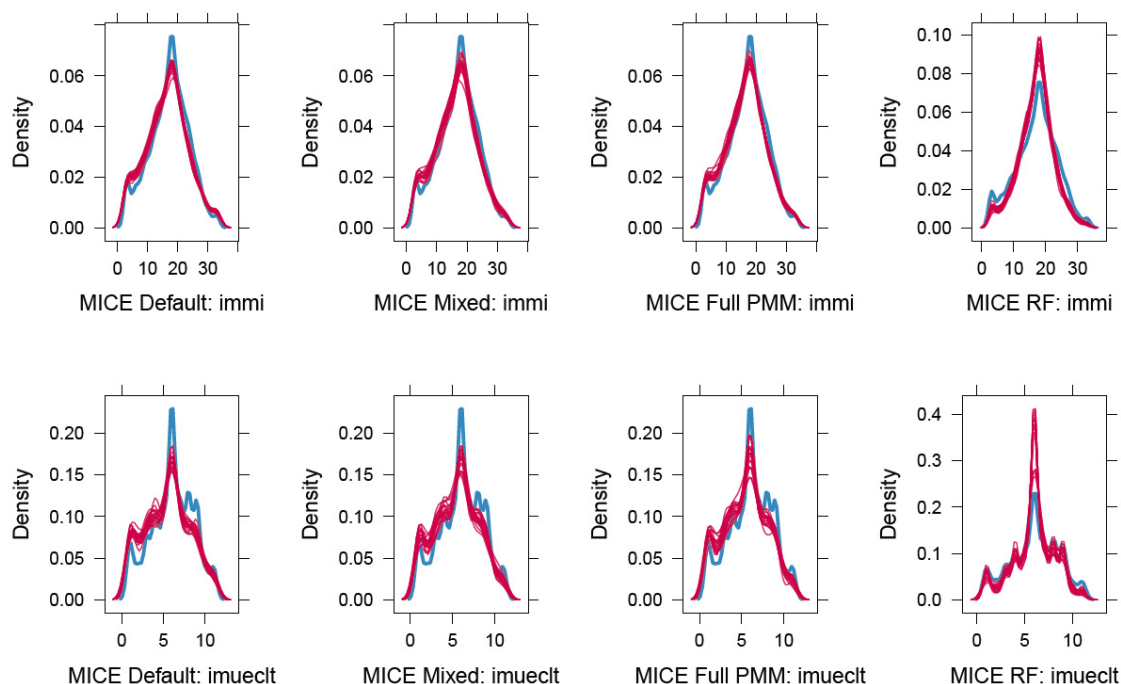 Density
0.06
0.04
0.02
0.00
0 10 20 30
MICE Default: immi
Density
0.06
0.04
0.02
0.00
0 10 20 30
MICE Mixed: immi
Density
0.06
0.04
0.02
0.00
0 10 20 30
MICE Full PMM: immi
Density
0.10
0.08
0.06
0.04
0.02
0.00
0 10 20 30
MICE RF: immi
Density
0.20
0.15
0.10
0.05
0.00
0 5 10
MICE Default: imueclt
Density
0.20
0.15
0.10
0.05
0.00
0 5 10
MICE Mixed: imueclt
Density
0.20
0.15
0.10
0.05
0.00
0 5 10
MICE Full PMM: imueclt
Density
0.4
0.3
0.2
0.1
0.0
0 5 10
MICE RF: imueclt